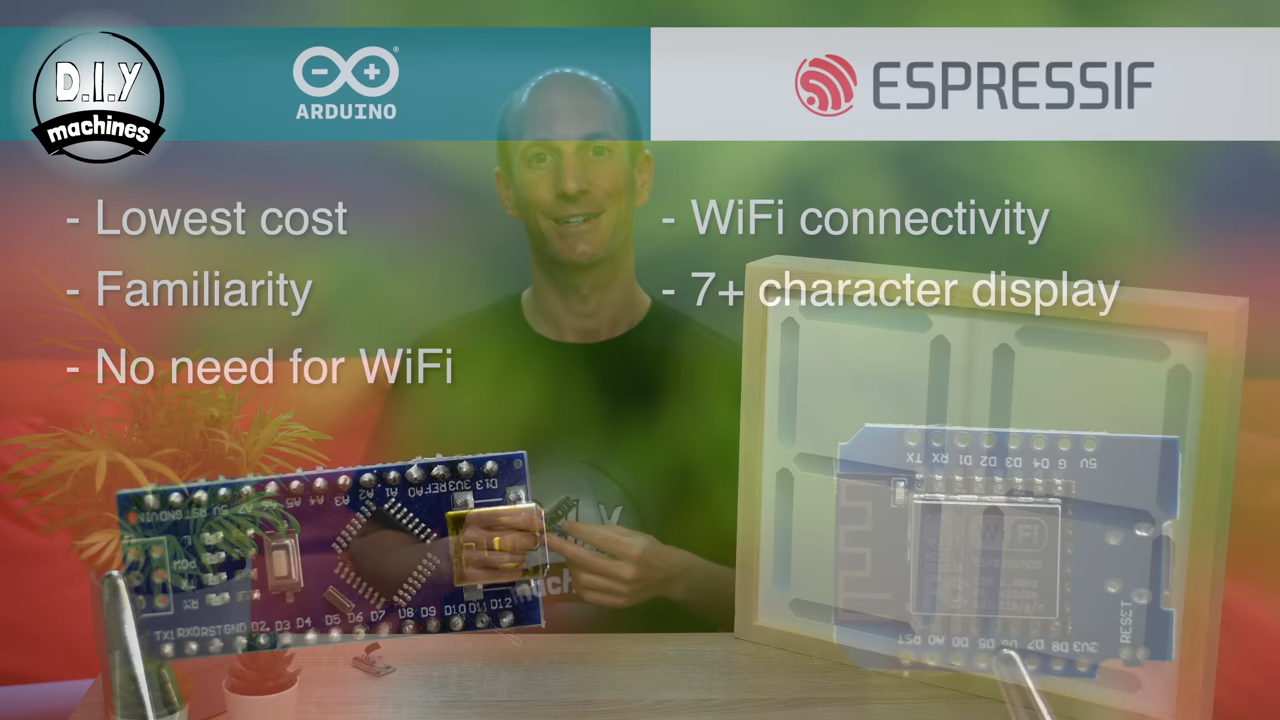 D.I.Y
machines
ARDUINO
ESPRESSIF
- Lowest cost
- Familiarity
- No need for WiFi
- WiFi connectivity
- 7+ character display
D13 3V3 REF A0 A1 A2 A3 A4 A5
TX1 RX0 RST GND D2 D3 D4 D5 D6 D7 D8 D9 D10 D11 D12
TX RX D1 D2 D3 D4 G 5V
WiFi
RST A0 D0 D5 D6 D7 D8 3V3
RESET